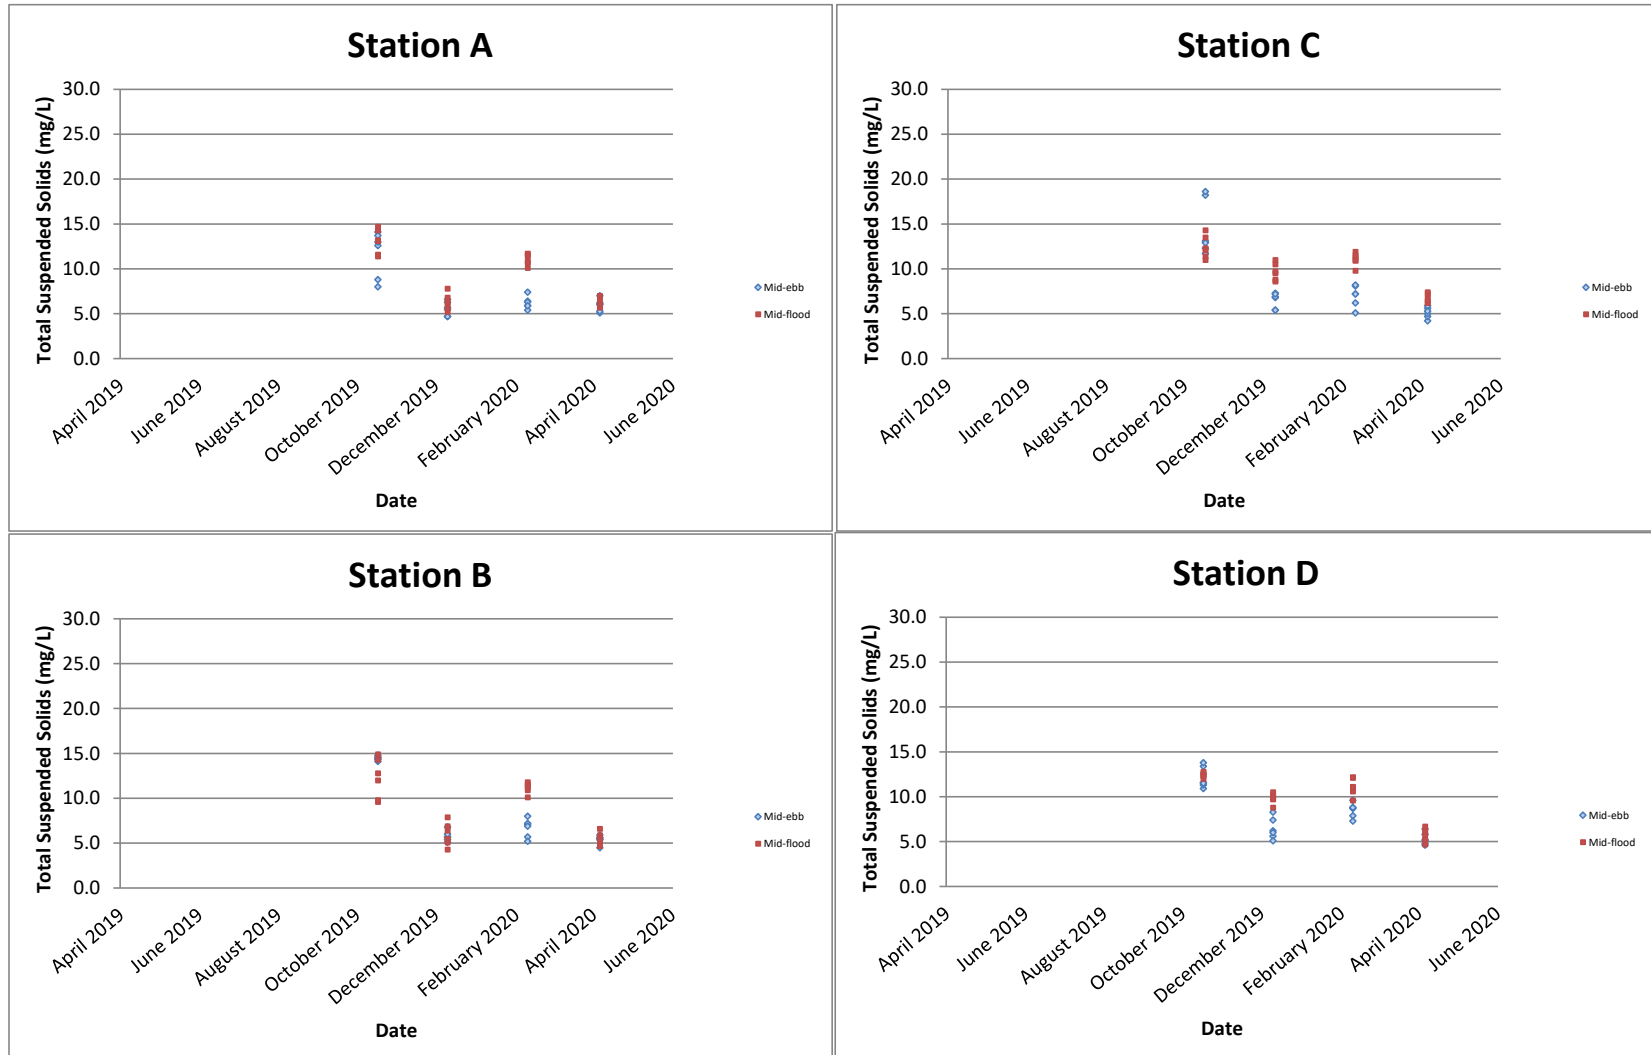 Station A
Total Suspended Solids (mg/L)
30.0
25.0
20.0
15.0
10.0
5.0
0.0
April 2019
June 2019
August 2019
October 2019
December 2019
February 2020
April 2020
June 2020
Date
Mid-ebb
Mid-flood
Station C
Total Suspended Solids (mg/L)
30.0
25.0
20.0
15.0
10.0
5.0
0.0
April 2019
June 2019
August 2019
October 2019
December 2019
February 2020
April 2020
June 2020
Date
Mid-ebb
Mid-flood
Station B
Total Suspended Solids (mg/L)
30.0
25.0
20.0
15.0
10.0
5.0
0.0
April 2019
June 2019
August 2019
October 2019
December 2019
February 2020
April 2020
June 2020
Date
Mid-ebb
Mid-flood
Station D
Total Suspended Solids (mg/L)
30.0
25.0
20.0
15.0
10.0
5.0
0.0
April 2019
June 2019
August 2019
October 2019
December 2019
February 2020
April 2020
June 2020
Date
Mid-ebb
Mid-flood